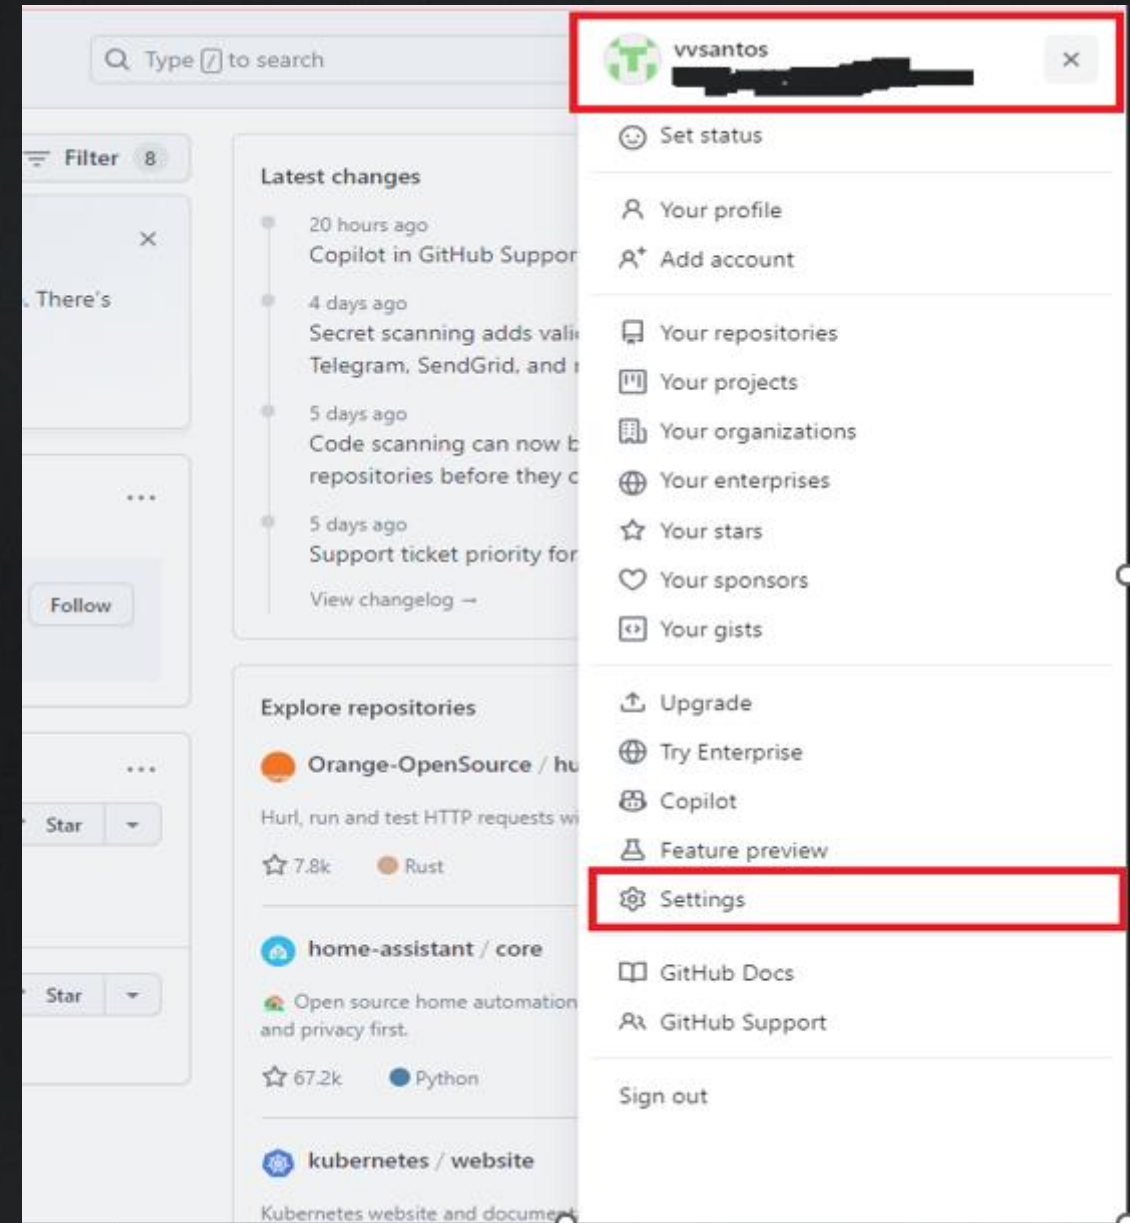 Type / to search
Filter 8
. There's
Follow
Star
Star
Latest changes
20 hours ago
Copilot in GitHub Suppor
4 days ago
Secret scanning adds vali
Telegram, SendGrid, and
5 days ago
Code scanning can now b
repositories before they c
5 days ago
Support ticket priority for
View changelog →
Explore repositories
Orange-OpenSource / hu
Hurl, run and test HTTP requests wi
7.8k Rust
home-assistant / core
Open source home automation
and privacy first.
67.2k Python
kubernetes / website
Kubernetes website and document
vvsantos
Set status
Your profile
Add account
Your repositories
Your projects
Your organizations
Your enterprises
Your stars
Your sponsors
Your gists
Upgrade
Try Enterprise
Copilot
Feature preview
Settings
GitHub Docs
GitHub Support
Sign out